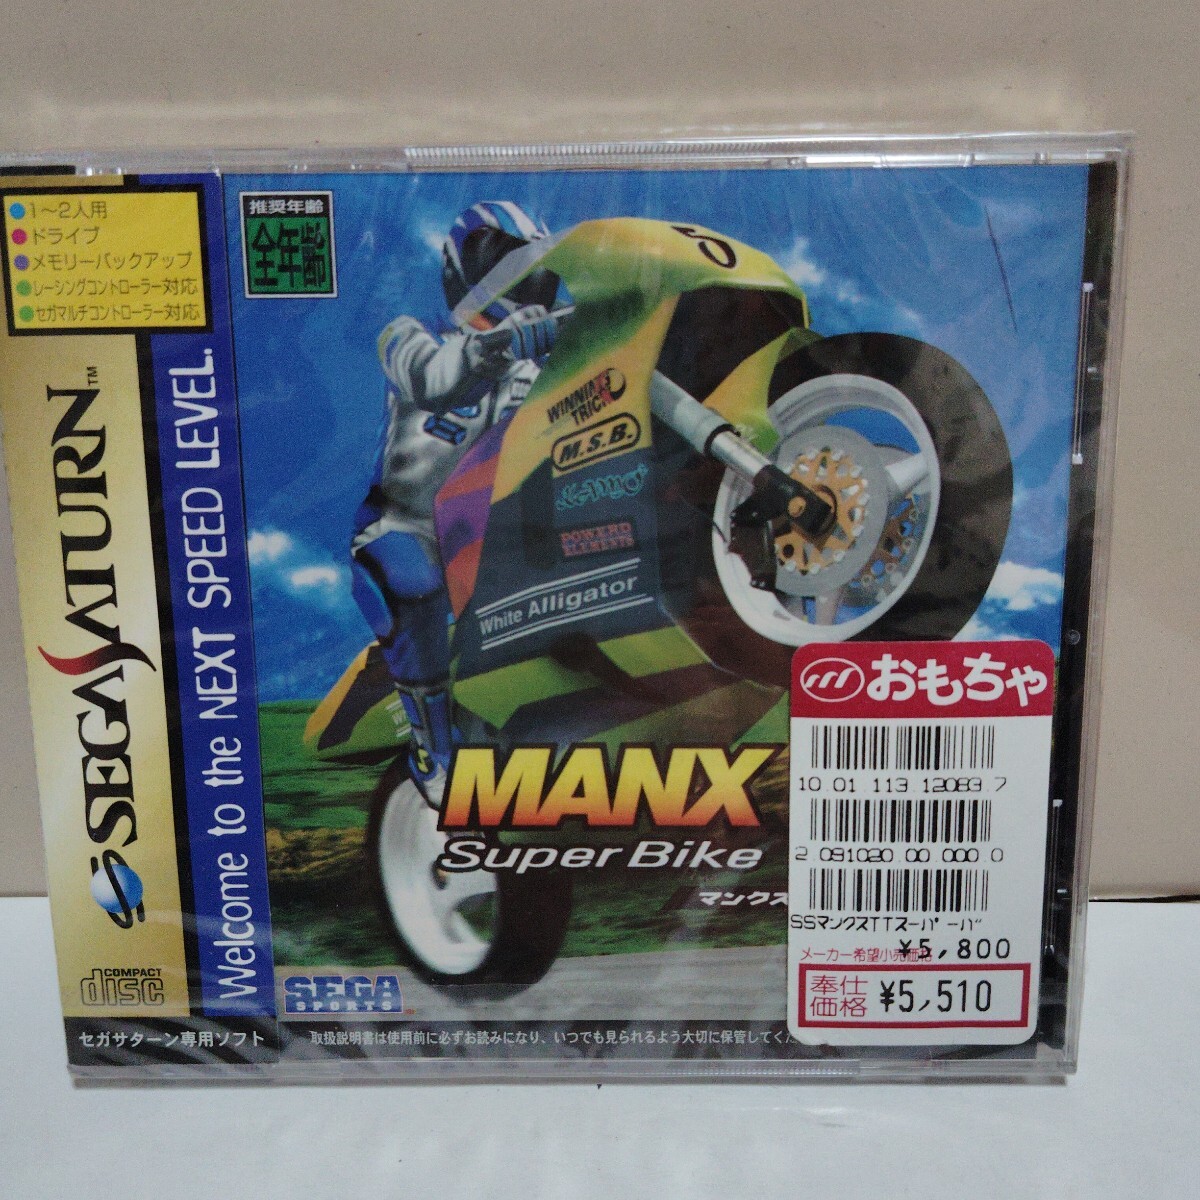 ●1~2人用
●ドライブ
●メモリーバックアップ
●レーシングコントローラー対応
●セガマルチコントローラー対応
SEGA SATURN™
Welcome to the NEXT SPEED LEVEL.
COMPACT
disc
セガサターン専用ソフト
推奨年齢
全年齢
5
WINNING
TRICK
M.S.B.
POWERD
ELEMENTS
White Alligator
MANX
Super Bike
マンクス
SEGA
SPORTS
取扱説明書は使用前に必ずお読みになり、いつでも見られるよう大切に保管してくだ
おもちゃ
10.01.113.12083.7
2.091020.00.000.0
SSマンクスTTスーパーバ
メーカー希望小売価格 ¥5,800
奉仕
価格 ¥5,510